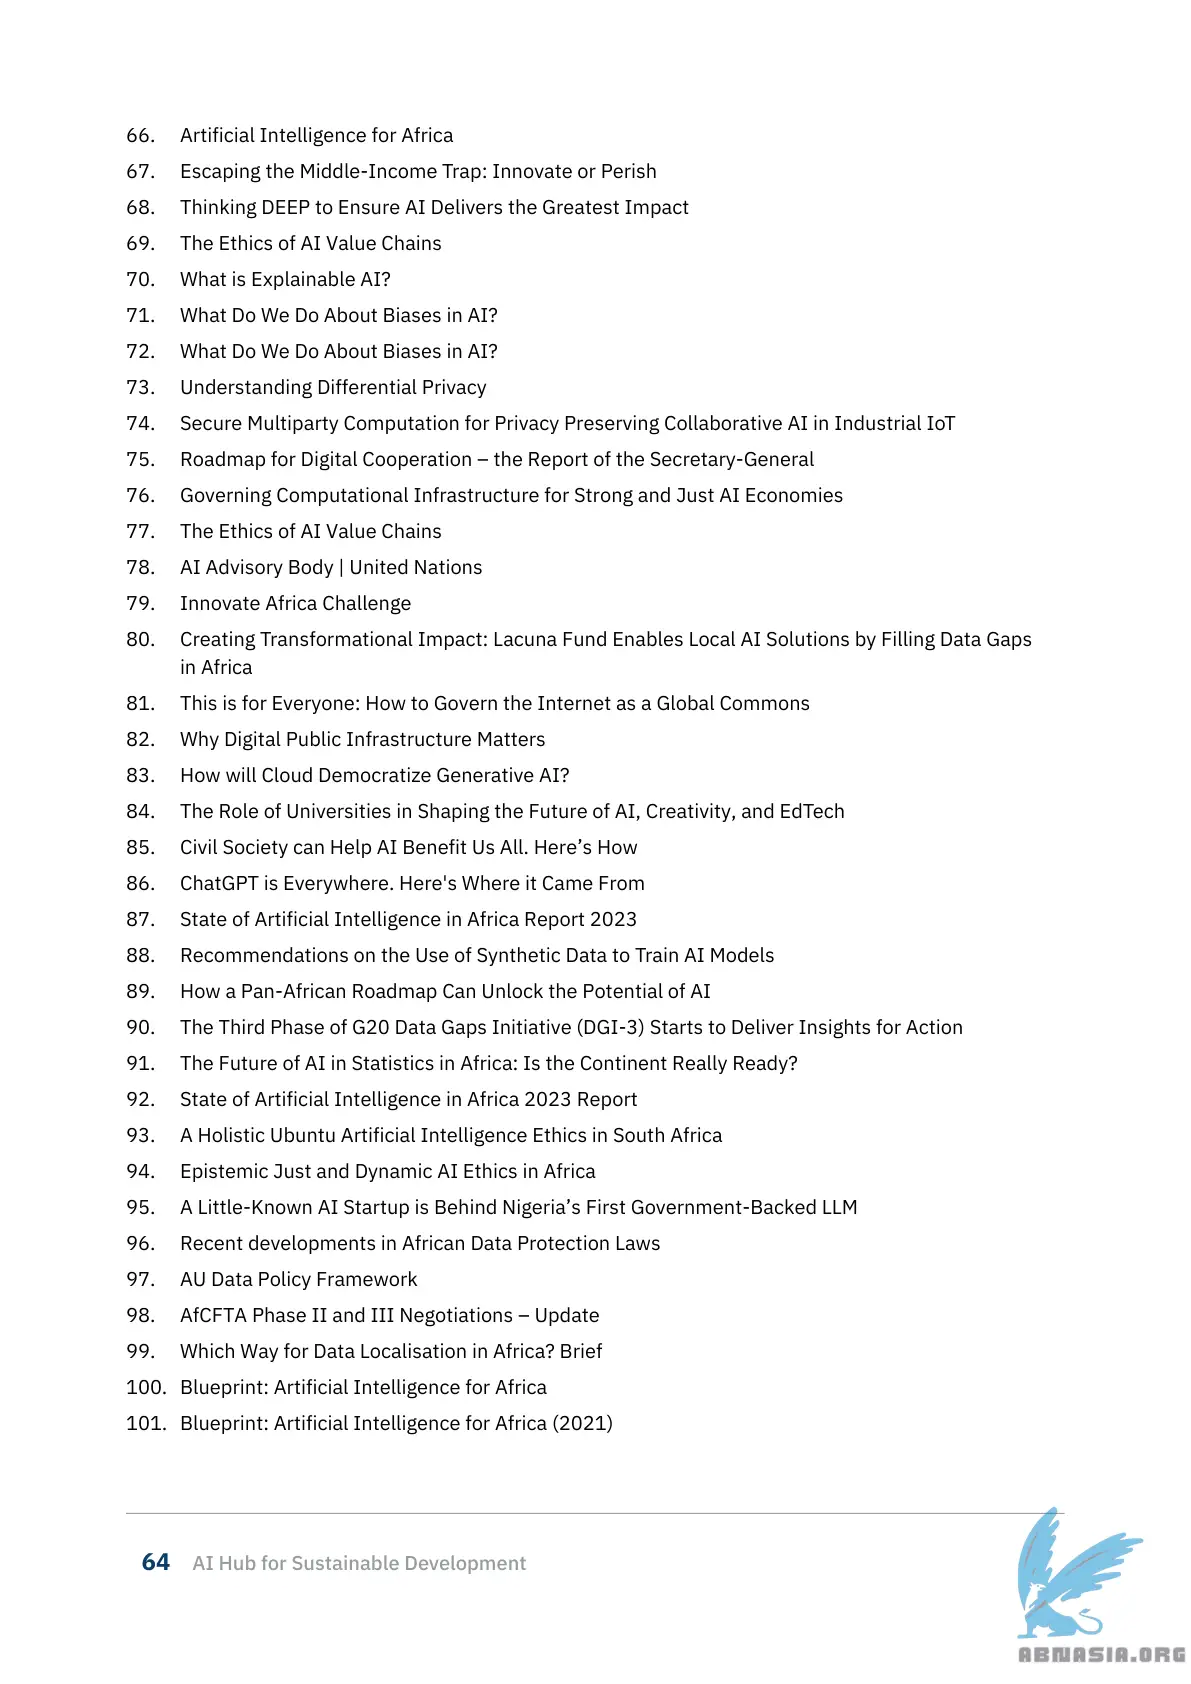 66. Artificial Intelligence for Africa
67. Escaping the Middle-Income Trap: Innovate or Perish
68. Thinking DEEP to Ensure AI Delivers the Greatest Impact
69. The Ethics of AI Value Chains
70. What is Explainable AI?
71. What Do We Do About Biases in AI?
72. What Do We Do About Biases in AI?
73. Understanding Differential Privacy
74. Secure Multiparty Computation for Privacy Preserving Collaborative AI in Industrial IoT
75. Roadmap for Digital Cooperation – the Report of the Secretary-General
76. Governing Computational Infrastructure for Strong and Just AI Economies
77. The Ethics of AI Value Chains
78. AI Advisory Body | United Nations
79. Innovate Africa Challenge
80. Creating Transformational Impact: Lacuna Fund Enables Local AI Solutions by Filling Data Gaps
in Africa
81. This is for Everyone: How to Govern the Internet as a Global Commons
82. Why Digital Public Infrastructure Matters
83. How will Cloud Democratize Generative AI?
84. The Role of Universities in Shaping the Future of AI, Creativity, and EdTech
85. Civil Society can Help AI Benefit Us All. Here’s How
86. ChatGPT is Everywhere. Here's Where it Came From
87. State of Artificial Intelligence in Africa Report 2023
88. Recommendations on the Use of Synthetic Data to Train AI Models
89. How a Pan-African Roadmap Can Unlock the Potential of AI
90. The Third Phase of G20 Data Gaps Initiative (DGI-3) Starts to Deliver Insights for Action
91. The Future of AI in Statistics in Africa: Is the Continent Really Ready?
92. State of Artificial Intelligence in Africa 2023 Report
93. A Holistic Ubuntu Artificial Intelligence Ethics in South Africa
94. Epistemic Just and Dynamic AI Ethics in Africa
95. A Little-Known AI Startup is Behind Nigeria’s First Government-Backed LLM
96. Recent developments in African Data Protection Laws
97. AU Data Policy Framework
98. AfCFTA Phase II and III Negotiations – Update
99. Which Way for Data Localisation in Africa? Brief
100. Blueprint: Artificial Intelligence for Africa
101. Blueprint: Artificial Intelligence for Africa (2021)
64 AI Hub for Sustainable Development
ABNASIA.ORG